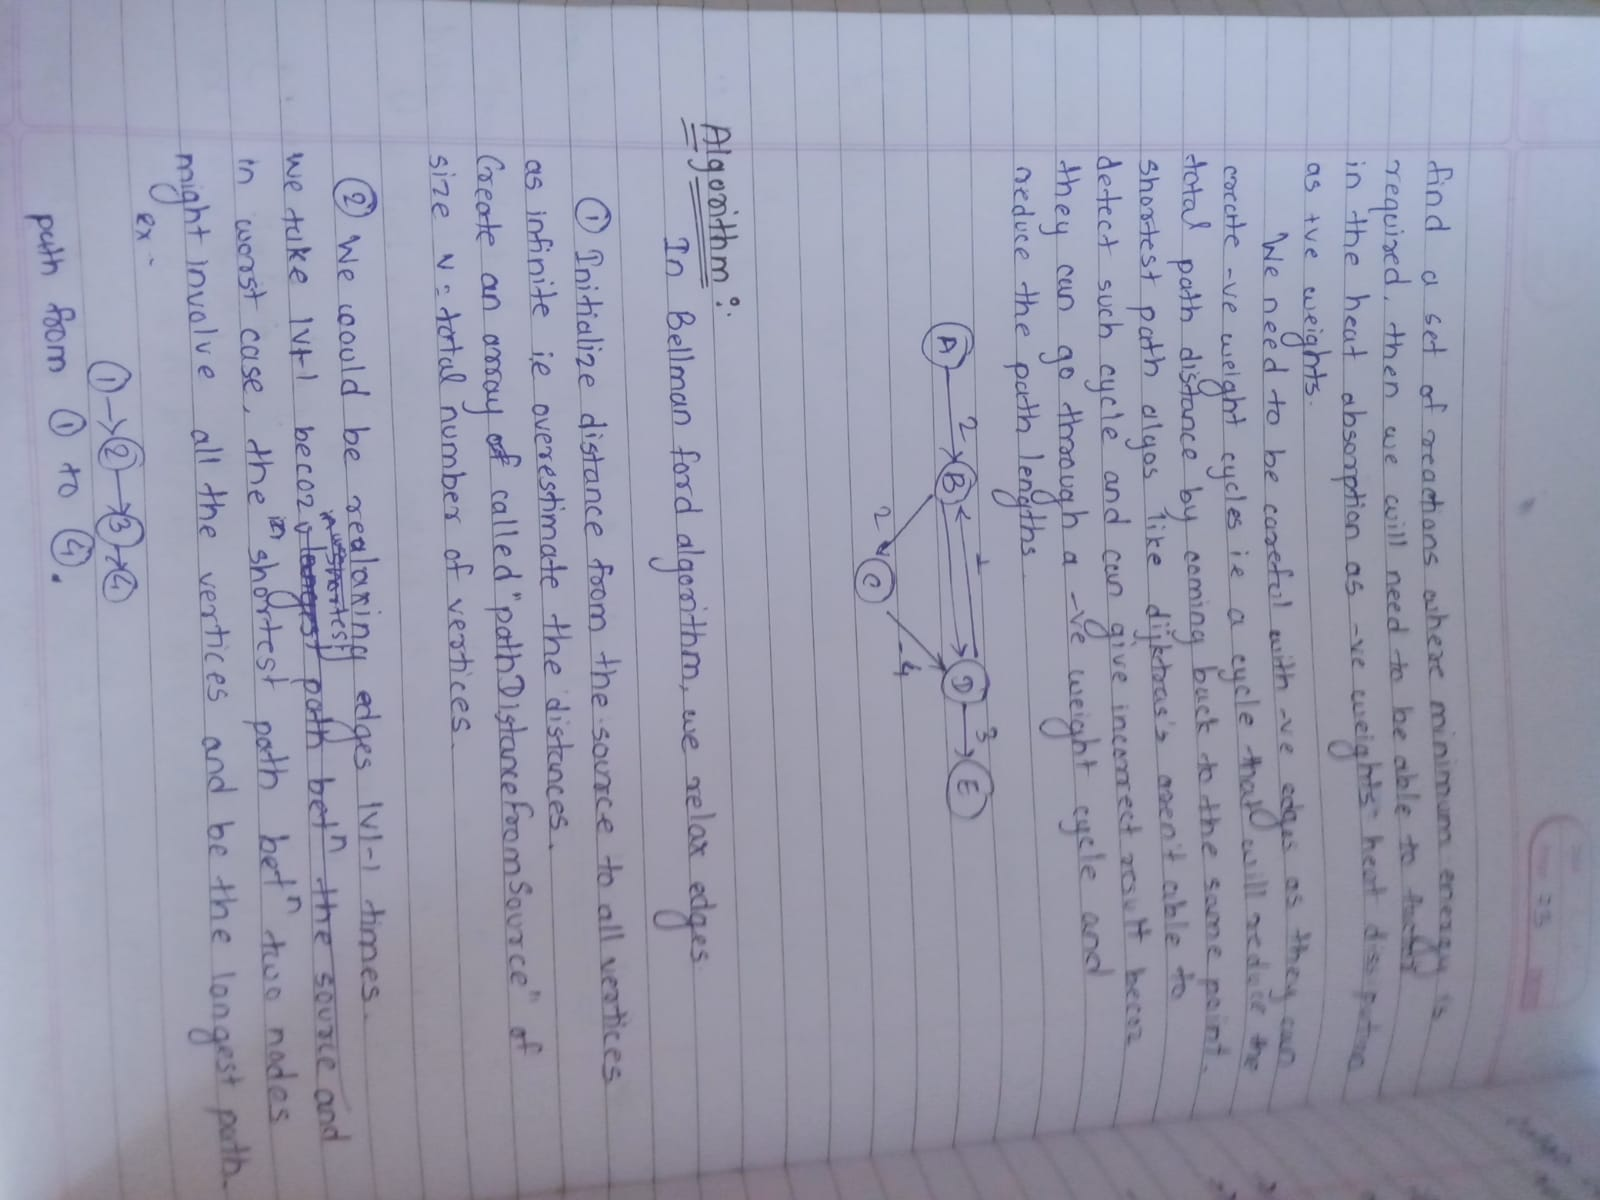 find a set of reactions where minimum energy is
required, then we will need to be able to
in the heat absorption as -ve weights heat dissipation
as +ve weights.
We need to be careful with -ve edges as they can
create -ve weight cycles ie a cycle that will reduce the
total path distance by coming back to the same point.
shortest path algos like dijktras's aren't able to
detect such cycle and can give incorrect result becoz
they can go through a -ve weight cycle and
reduce the path lengths.
A 2 B 1 D 3 E
2 C -4
Algorithm:
In Bellman ford algorithm, we relax edges
① Initialize distance from the source to all vertices
as infinite ie overestimate the distances.
Create an array of called "pathDistancefromSource" of
size v = total number of vertices.
② We would be realaxing edges |v|-1 times.
in
we take |v|-1 becoz longest path betⁿ the source and
in worst case, the shortest path betⁿ two nodes
might involve all the vertices and be the longest path.
ex -
①→②→③→④
path from ① to ④.